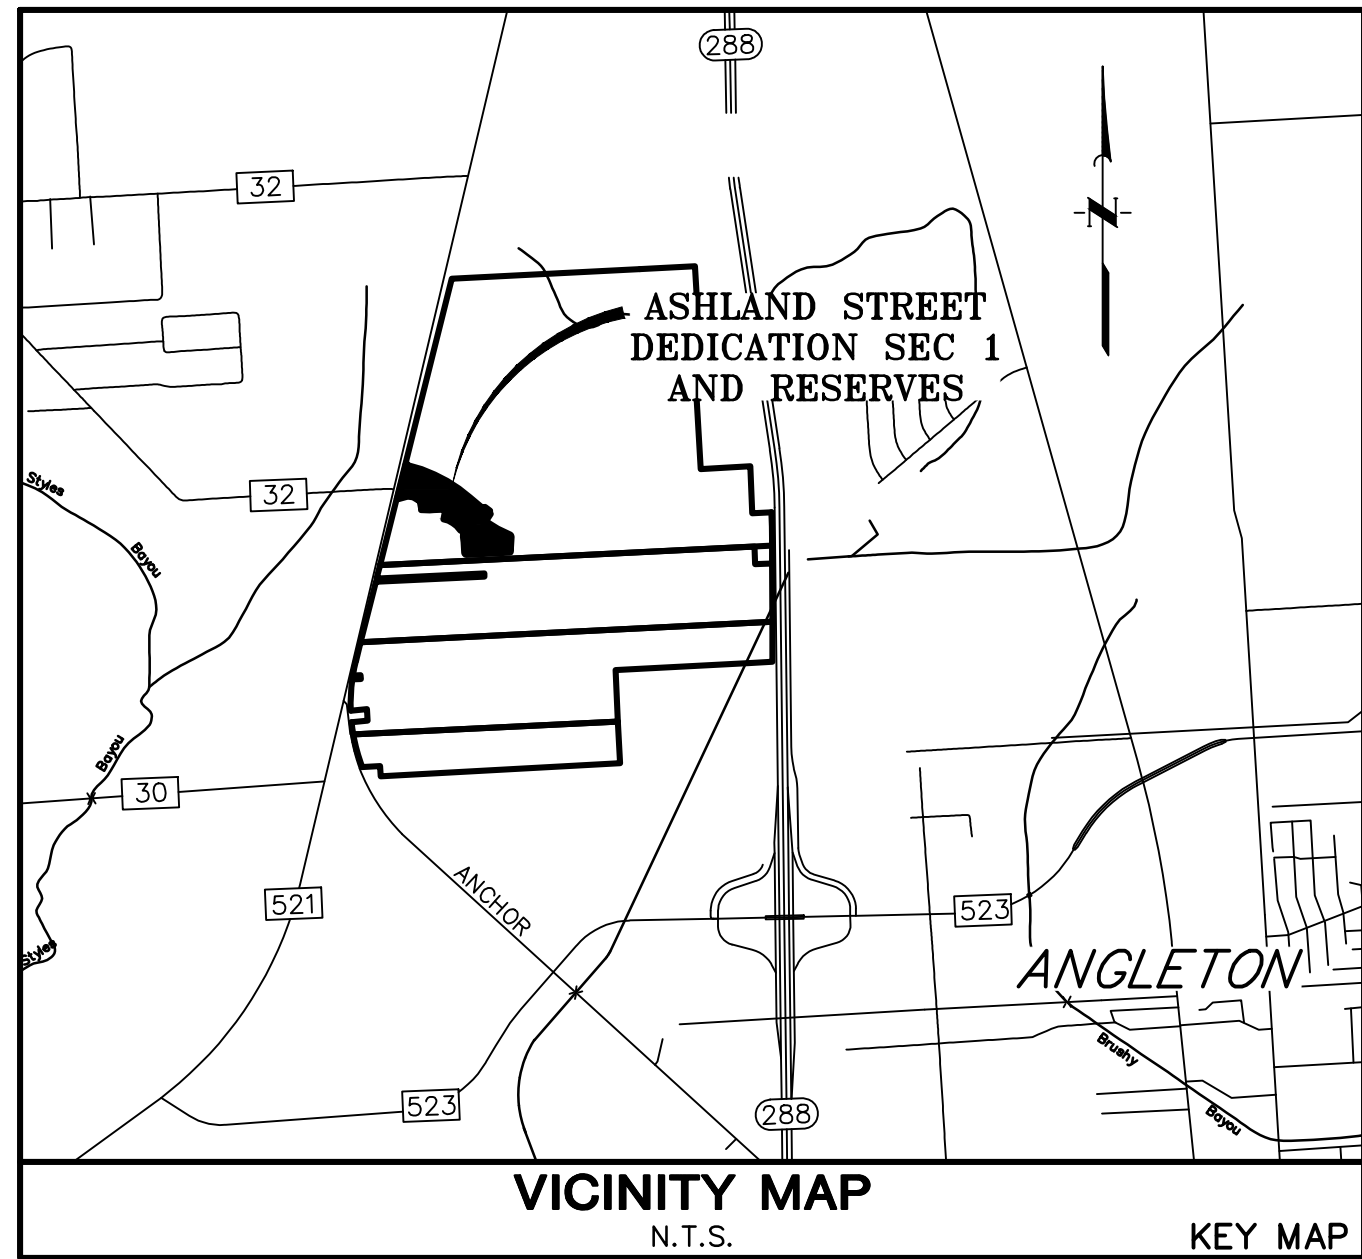 288
32
ASHLAND STREET
DEDICATION SEC 1
AND RESERVES
Styles
32
Bayou
Bayou
30
521
ANCHOR
523
Styles
ANGLETON
Brushy
523
288
Bayou
VICINITY MAP
N.T.S.
KEY MAP